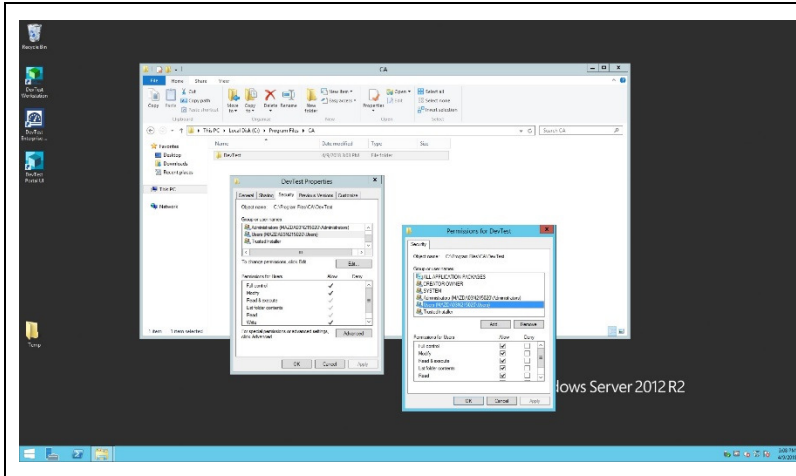 Recycle Bin
DevTest
Workstation
DevTest
Enterprise ...
DevTest
Portal UI
Temp
CA
File Home Share View
Copy Paste
Cut
Copy path
Paste shortcut
Move to
Copy to
Delete
Rename
New folder
New item
Easy access
Properties
Open
Edit
History
Select all
Select none
Invert selection
Clipboard Organize New Open Select
This PC Local Disk (C:) Program Files CA
Search CA
Favorites
Desktop
Downloads
Recent places
This PC
Network
Name Date modified Type Size
DevTest File folder
1 item 1 item selected
DevTest Properties
General Sharing Security Previous Versions Customize
Object name: C:\Program Files\CA\DevTest
Group or user names:
TrustedInstaller
To change permissions, click Edit.
Edit...
Permissions for Users Allow Deny
Full control
Modify
Read & execute
List folder contents
Read
Write
For special permissions or advanced settings,
click Advanced.
Advanced
OK Cancel Apply
Permissions for DevTest
Security
Object name: C:\Program Files\CA\DevTest
Group or user names:
ALL APPLICATION PACKAGES
CREATOR OWNER
SYSTEM
TrustedInstaller
Add... Remove
Permissions for Users Allow Deny
Full control
Modify
Read & execute
List folder contents
Read
OK Cancel Apply
dows Server 2012 R2